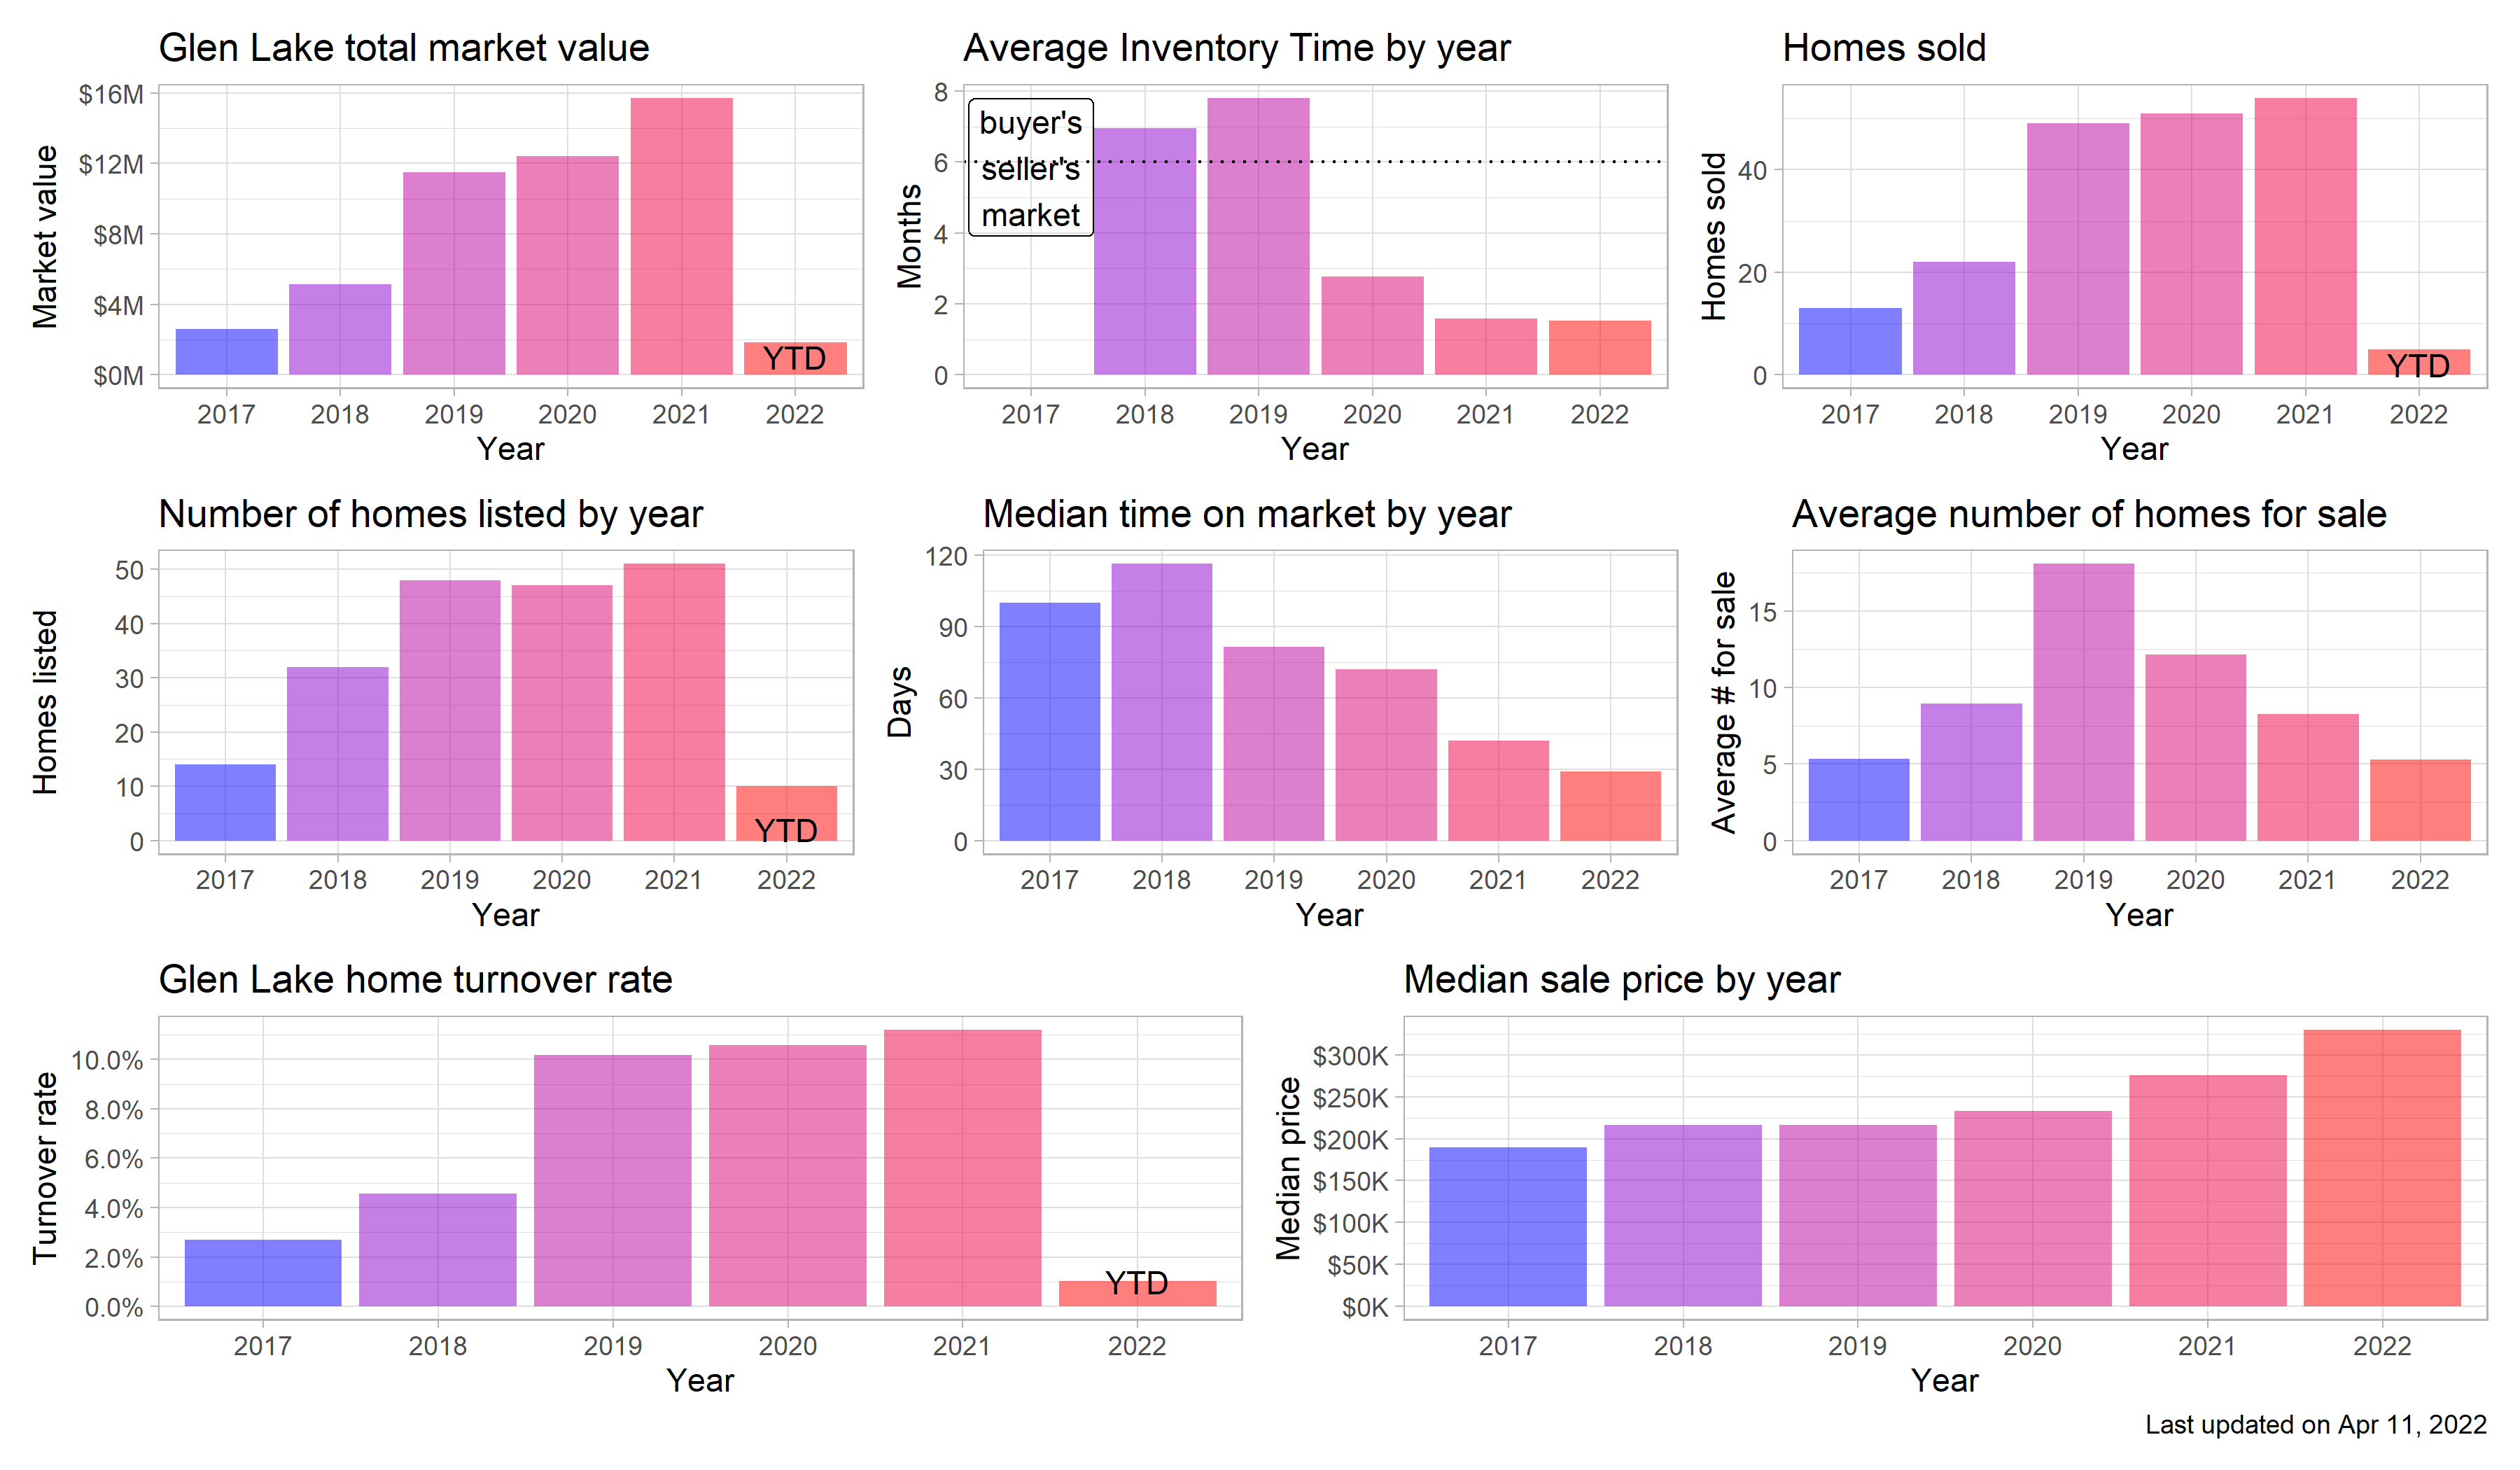 Glen Lake total market value
Market value
$16M
$12M
$8M
$4M
$0M
2017 2018 2019 2020 2021 2022
YTD
Year
Average Inventory Time by year
Months
8
6
4
2
0
buyer's
seller's
market
2017 2018 2019 2020 2021 2022
Year
Homes sold
Homes sold
40
20
0
YTD
2017 2018 2019 2020 2021 2022
Year
Number of homes listed by year
Homes listed
50
40
30
20
10
0
YTD
2017 2018 2019 2020 2021 2022
Year
Median time on market by year
Days
120
90
60
30
0
2017 2018 2019 2020 2021 2022
Year
Average number of homes for sale
Average # for sale
15
10
5
0
2017 2018 2019 2020 2021 2022
Year
Glen Lake home turnover rate
Turnover rate
10.0%
8.0%
6.0%
4.0%
2.0%
0.0%
YTD
2017 2018 2019 2020 2021 2022
Year
Median sale price by year
Median price
$300K
$250K
$200K
$150K
$100K
$50K
$0K
2017 2018 2019 2020 2021 2022
Year
Last updated on Apr 11, 2022